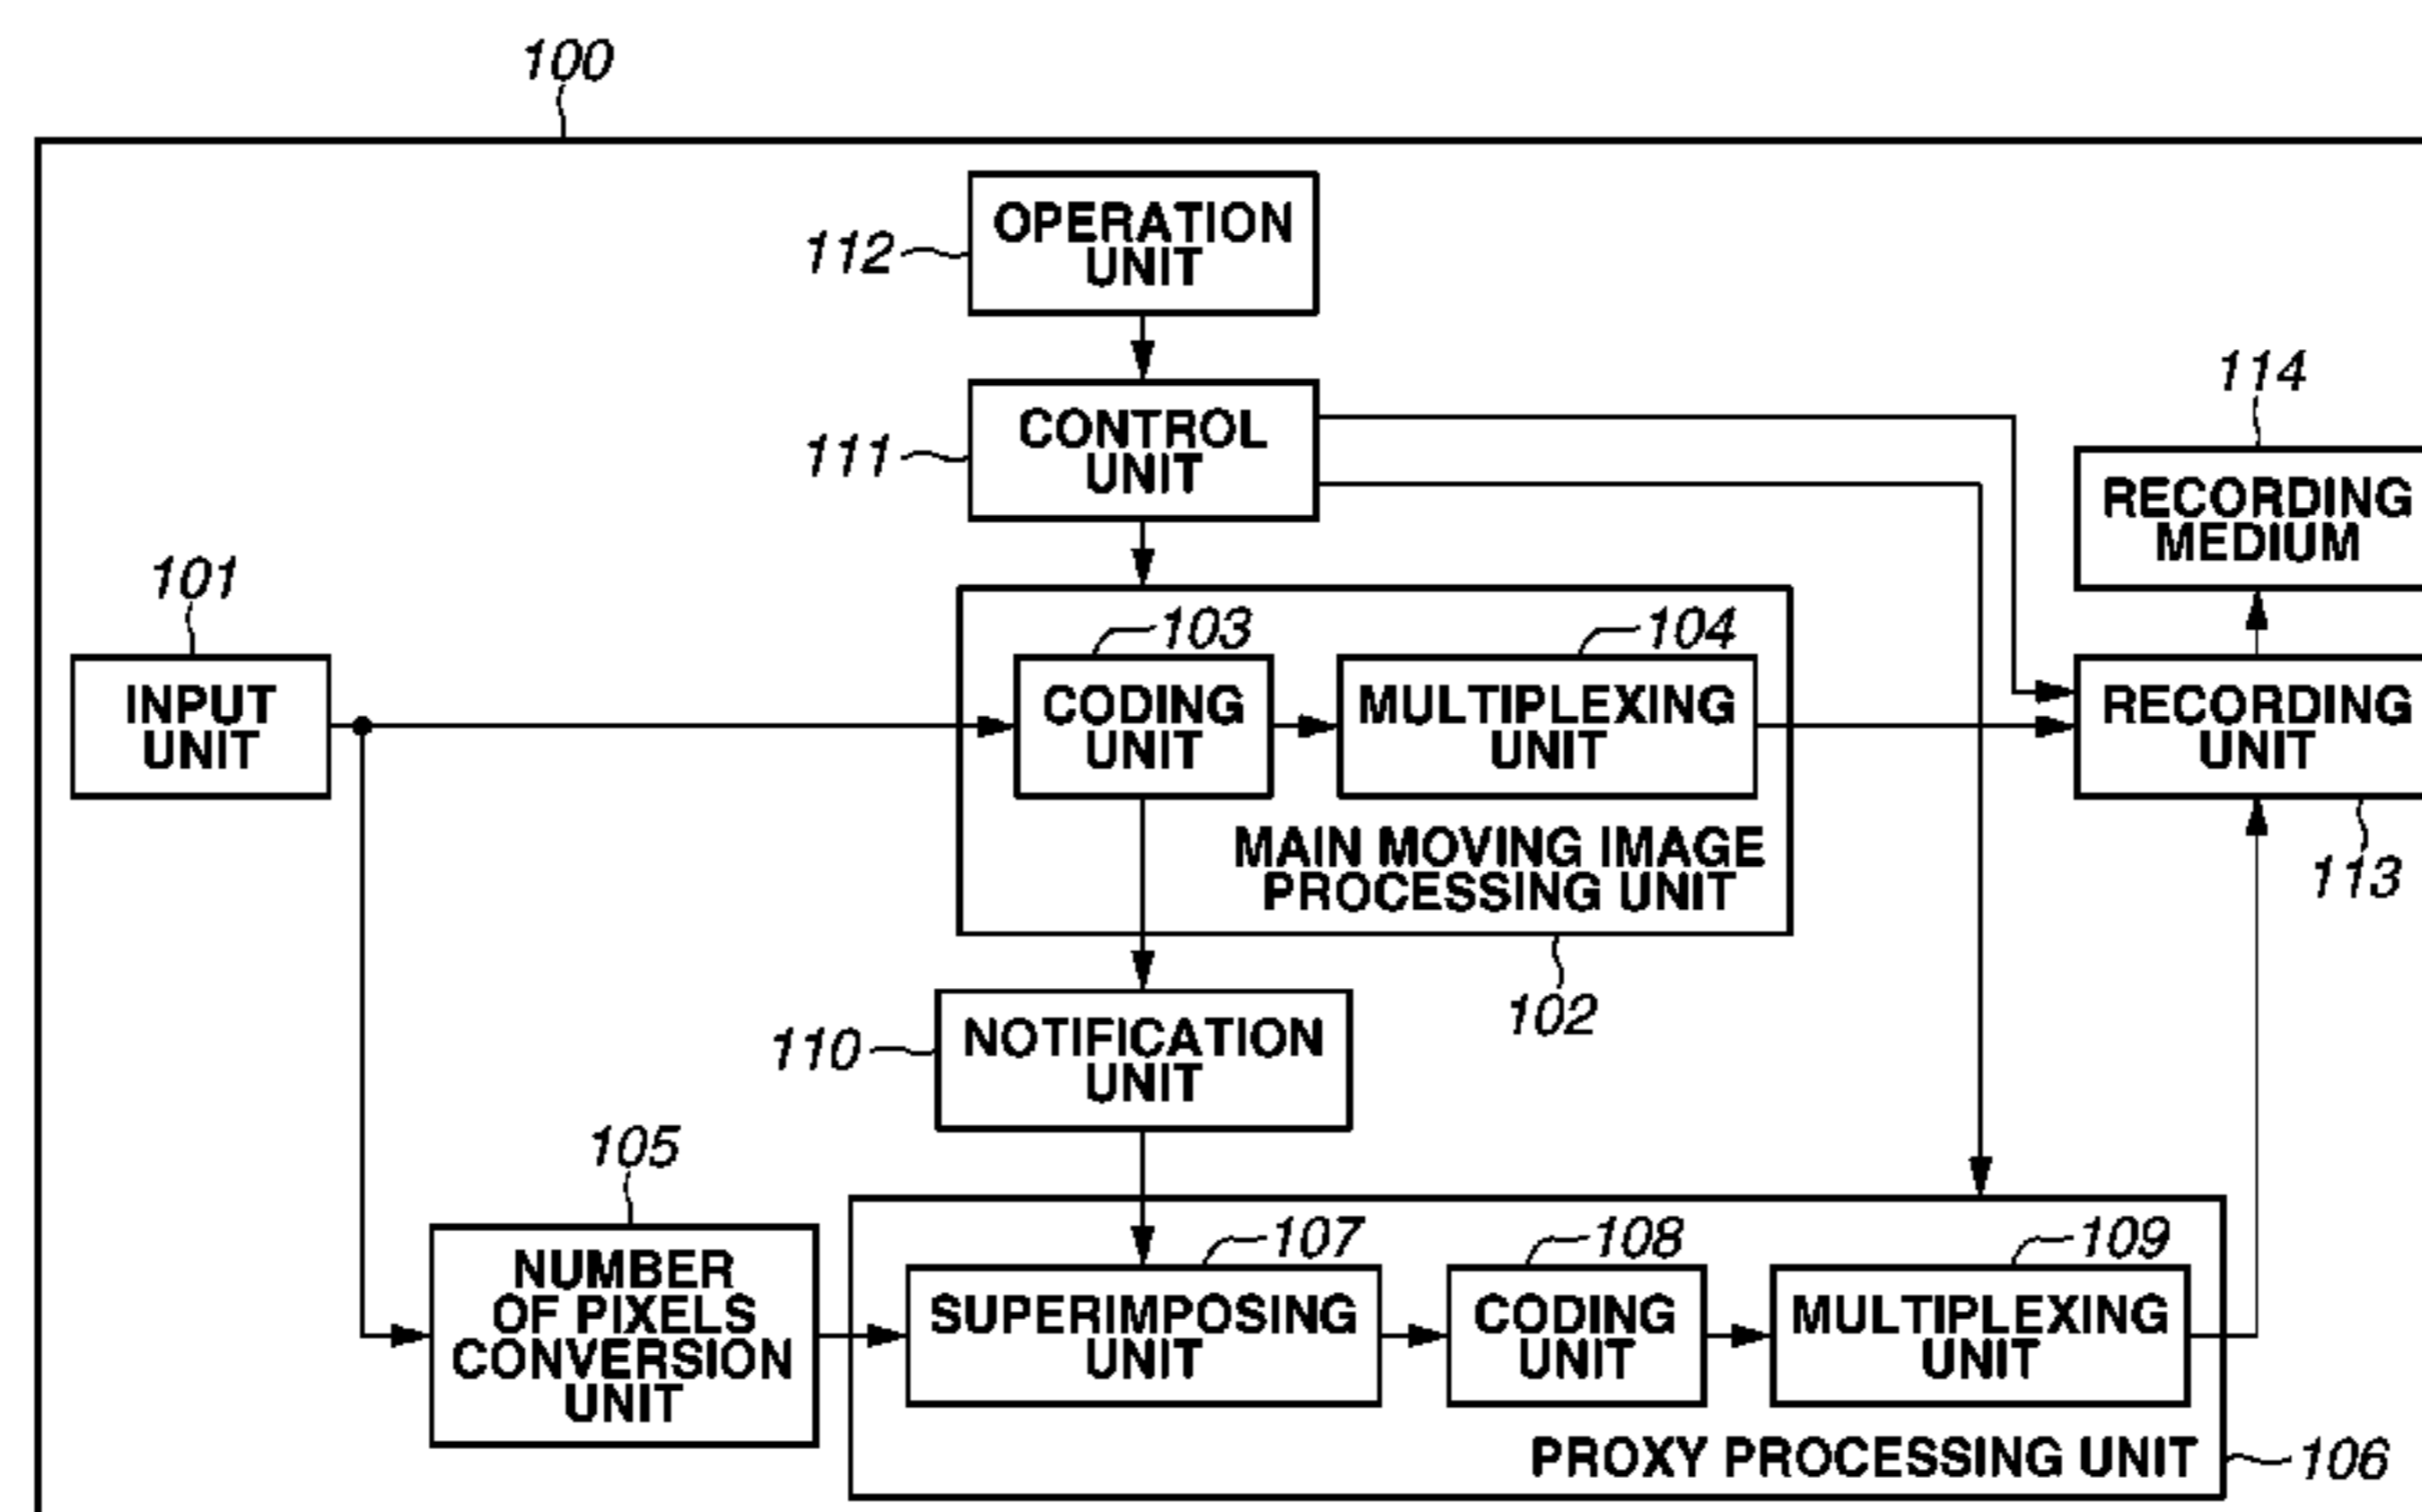 100
112
OPERATION
UNIT
111
CONTROL
UNIT
114
RECORDING
MEDIUM
101
INPUT
UNIT
103
CODING
UNIT
104
MULTIPLEXING
UNIT
MAIN MOVING IMAGE
PROCESSING UNIT
102
RECORDING
UNIT
113
110
NOTIFICATION
UNIT
105
NUMBER
OF PIXELS
CONVERSION
UNIT
107
SUPERIMPOSING
UNIT
108
CODING
UNIT
109
MULTIPLEXING
UNIT
PROXY PROCESSING UNIT
106